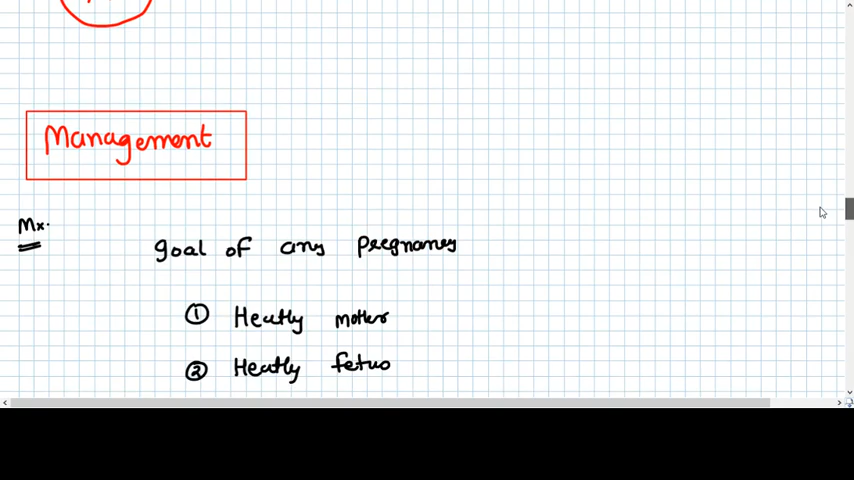 Management
Mx.
goal of any pregnancy
① Heatly mother
② Heatly fetus